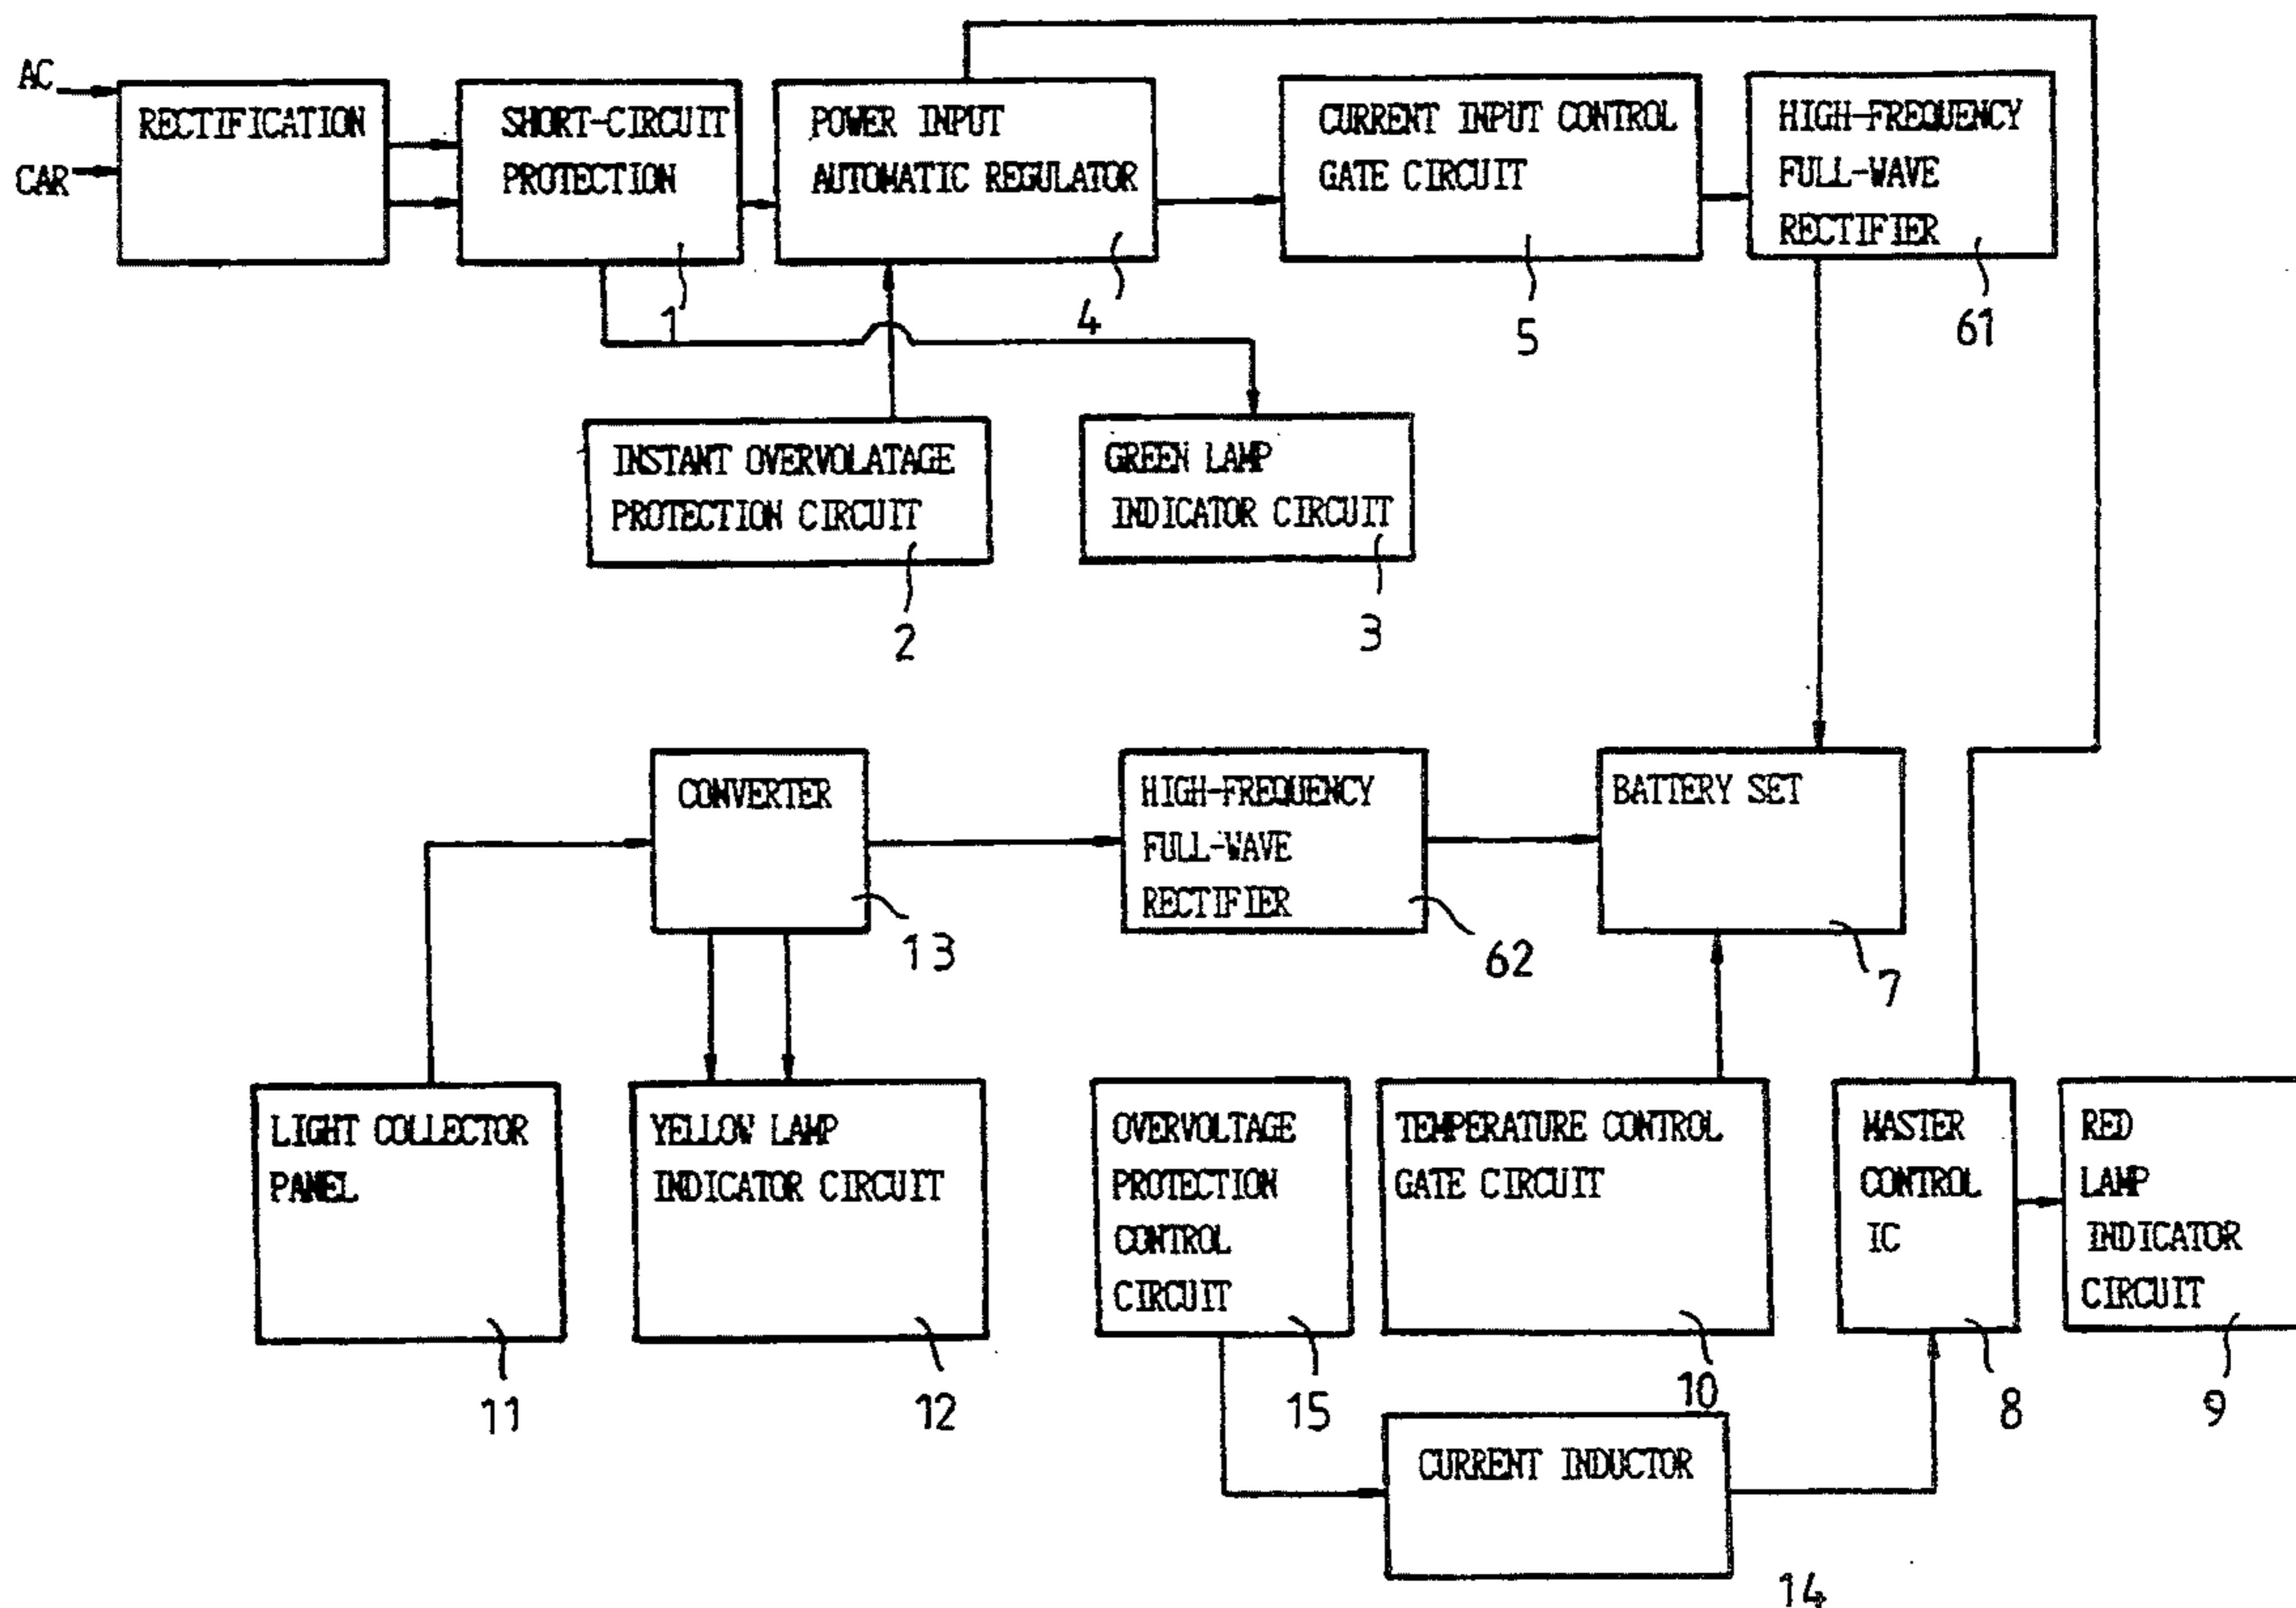 AC
CAR
RECTIFICATION
SHORT-CIRCUIT
PROTECTION
1
POWER INPUT
AUTOMATIC REGULATOR
4
CURRENT INPUT CONTROL
GATE CIRCUIT
5
HIGH-FREQUENCY
FULL-WAVE
RECTIFIER
61
INSTANT OVERVOLATAGE
PROTECTION CIRCUIT
2
GREEN LAMP
INDICATOR CIRCUIT
3
CONVERTER
13
HIGH-FREQUENCY
FULL-WAVE
RECTIFIER
62
BATTERY SET
7
LIGHT COLLECTOR
PANEL
11
YELLOW LAMP
INDICATOR CIRCUIT
12
OVERVOLTAGE
PROTECTION
CONTROL
CIRCUIT
15
TEMPERATURE CONTROL
GATE CIRCUIT
10
MASTER
CONTROL
IC
8
RED
LAMP
INDICATOR
CIRCUIT
9
CURRENT INDUCTOR
14